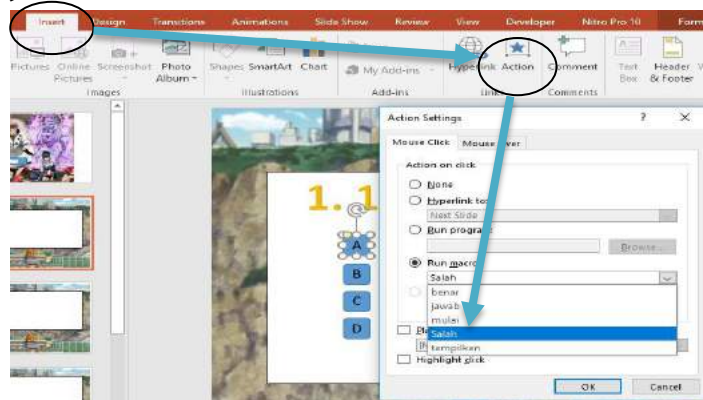 Insert Design Transitions Animations Slide Show Review View Developer Nitro Pro 10
Pictures Online Pictures Screenshot Photo Album Shapes SmartArt Chart My Add-ins Hyperlink Action Comment Text Box Header & Footer
Images Illustrations Add-ins Comments
Action Settings ? ×
Mouse Click Mouse
Action on click
None
Hyperlink to:
Next Slide
Run program:
Browse...
Run macro:
Salah
benar
jawab
mulai
Salah
tampilkan
Highlight click
OK Cancel
1. 1
A
B
C
D